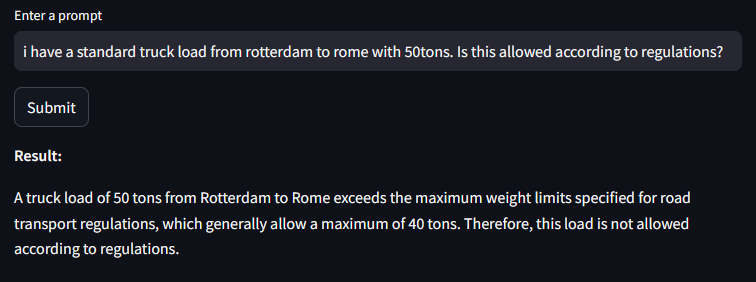 Enter a prompt
i have a standard truck load from rotterdam to rome with 50tons. Is this allowed according to regulations?
Submit
Result:
A truck load of 50 tons from Rotterdam to Rome exceeds the maximum weight limits specified for road
transport regulations, which generally allow a maximum of 40 tons. Therefore, this load is not allowed
according to regulations.